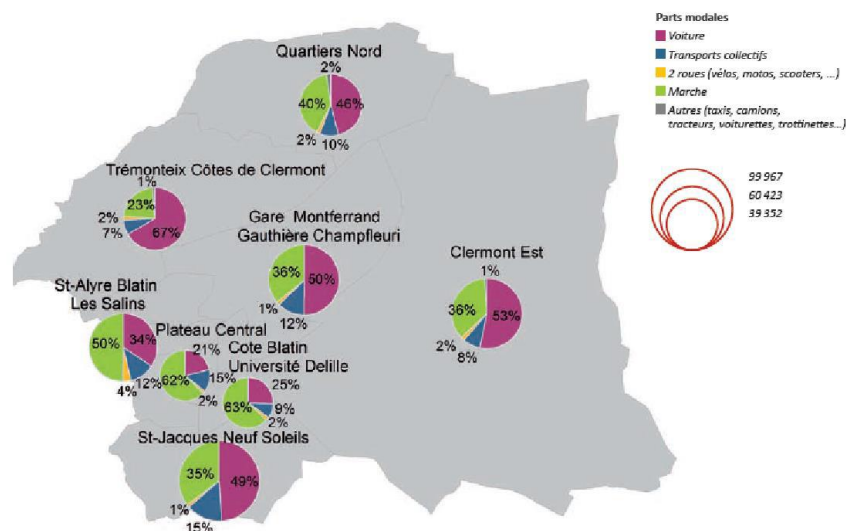 Parts modales
Voiture
Transports collectifs
2 roues (vélos, motos, scooters, ...)
Marche
Autres (taxis, camions,
tracteurs, voiturettes, trottinettes...)
99 967
60 423
39 352
Quartiers Nord
2%
40%
46%
2%
10%
Trémonteix Côtes de Clermont
1%
23%
2%
7%
67%
Gare Montferrand
Gauthière Champfleuri
36%
50%
1%
12%
Clermont Est
1%
36%
53%
2%
8%
St-Alyre Blatin
Les Salins
50%
34%
12%
4%
Plateau Central
21%
62%
15%
2%
Cote Blatin
Université Delille
25%
63%
9%
2%
St-Jacques Neuf Soleils
35%
49%
1%
15%